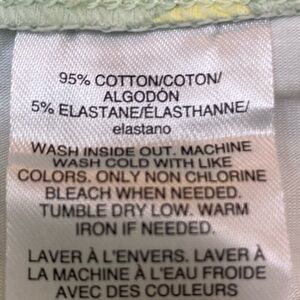 95% COTTON/COTON/
ALGODÓN
5% ELASTANE/ÉLASTHANNE/
elastano
WASH INSIDE OUT. MACHINE
WASH COLD WITH LIKE
COLORS. ONLY NON CHLORINE
BLEACH WHEN NEEDED.
TUMBLE DRY LOW. WARM
IRON IF NEEDED.
LAVER À L'ENVERS. LAVER À
LA MACHINE À L'EAU FROIDE
AVEC DES COULEURS